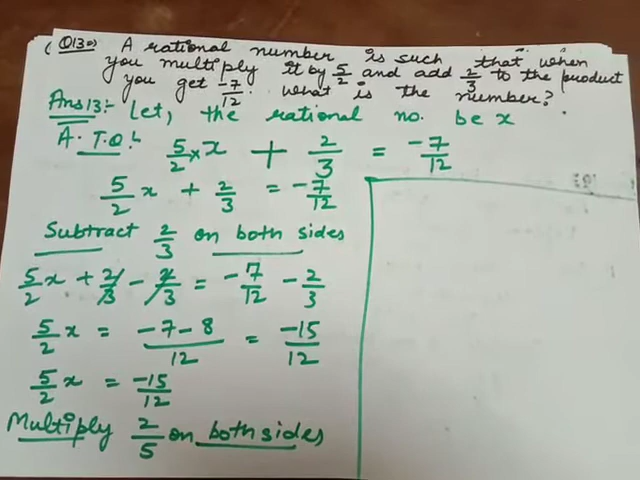 (Q13.) A rational number is such that when
you multiply it by 5/2 and add 2/3 to the product
you get -7/12. What is the number?
Ans 13:- Let, the rational no. be x
A.T.Q:
5/2 × x + 2/3 = -7/12
5/2 x + 2/3 = -7/12
Subtract 2/3 on both sides
5/2 x + 2/3 - 2/3 = -7/12 - 2/3
5/2 x = -7-8/12 = -15/12
5/2 x = -15/12
Multiply 2/5 on both sides